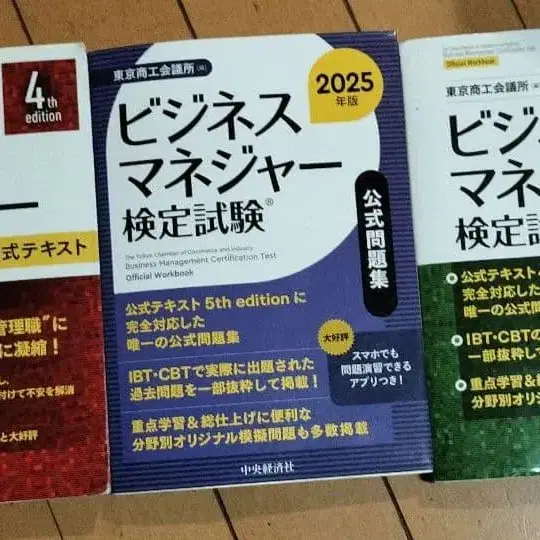 4th
edition
ー
式テキスト
管理職"に
に凝縮！
付けて不安を解消
と大好評
東京商工会議所〈編〉
2025
年版
ビジネス
マネジャー
検定試験®
The Tokyo Chamber of Commerce and Industry
Business Management Certification Test
Official Workbook
公式問題集
公式テキスト 5th edition に
完全対応した
唯一の公式問題集
IBT・CBTで実際に出題された
過去問題を一部抜粋して掲載！
重点学習＆総仕上げに便利な
分野別オリジナル模擬問題も多数掲載
大好評
スマホでも
問題演習できる
アプリつき！
中央経済社
Official Workbook
東京商工会議所
ビジ
マネ
検定
公式テキスト
完全対応した
唯一の公式
IBT・CBTの
一部抜粋
重点学習＆
分野別オリ